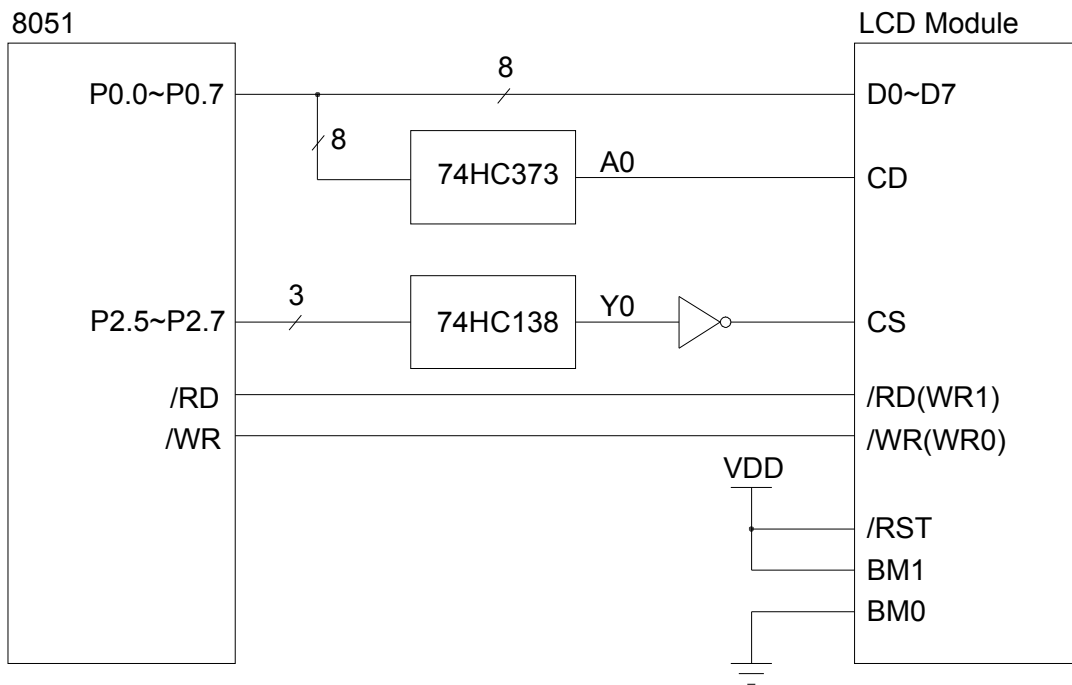 8051
LCD Module
P0.0~P0.7
8
D0~D7
8
74HC373
A0
CD
P2.5~P2.7
3
74HC138
Y0
CS
/RD
/RD(WR1)
/WR
/WR(WR0)
VDD
/RST
BM1
BM0